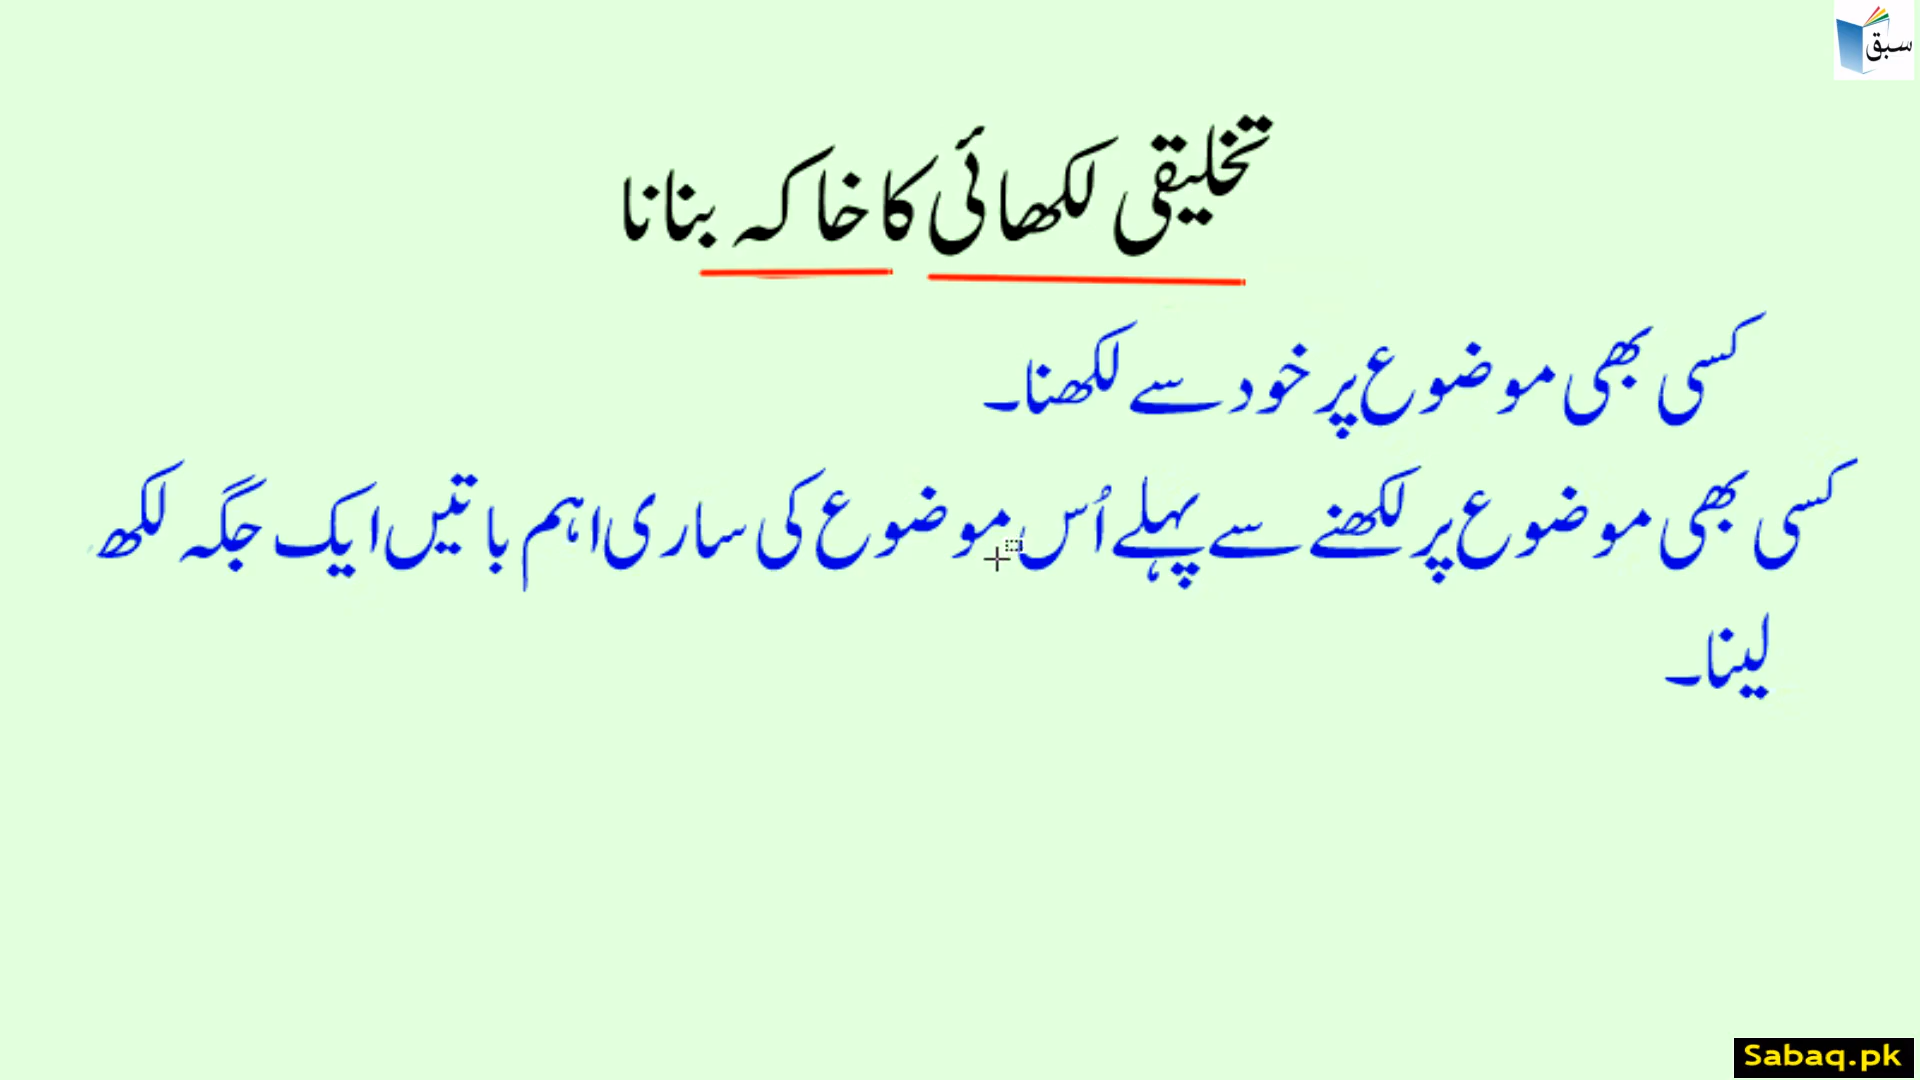 سبق
تخلیقی لکھائی کا خاکہ بنانا
کسی بھی موضوع پر خود سے لکھنا۔
کسی بھی موضوع پر لکھنے سے پہلے اُس موضوع کی ساری اہم باتیں ایک جگہ لکھ
لینا۔
Sabaq.pk